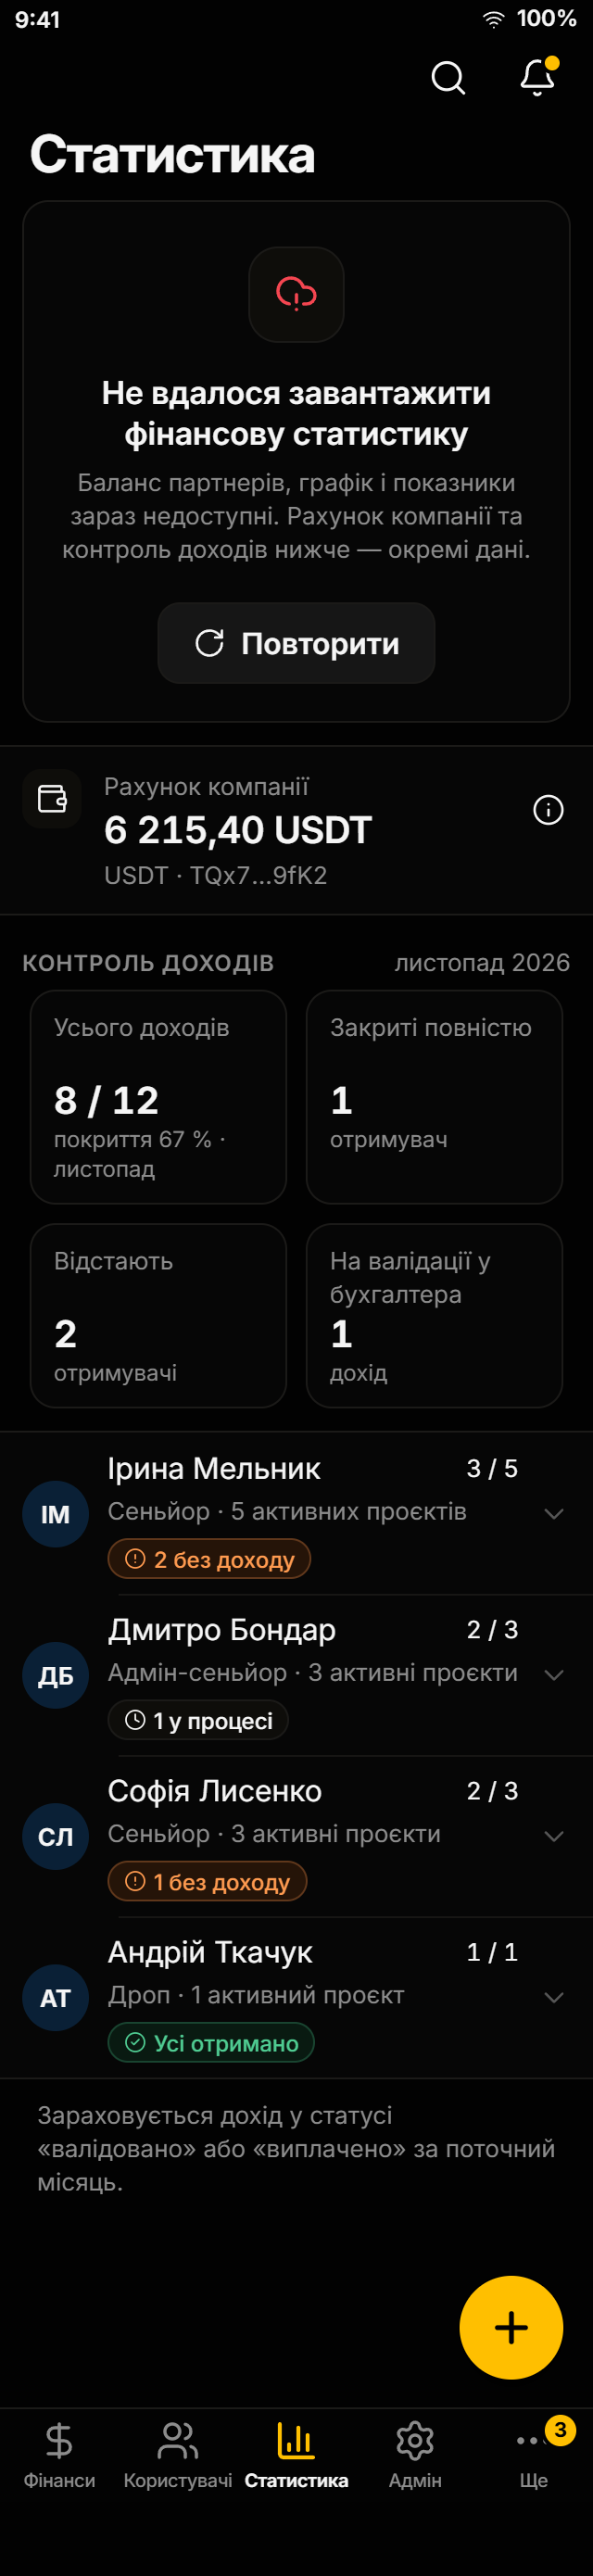 9:41
100%
Статистика
Не вдалося завантажити
фінансову статистику
Баланс партнерів, графік і показники
зараз недоступні. Рахунок компанії та
контроль доходів нижче — окремі дані.
Повторити
Рахунок компанії
6 215,40 USDT
USDT · TQx7…9fK2
КОНТРОЛЬ ДОХОДІВ
листопад 2026
Усього доходів
8 / 12
покриття 67 % ·
листопад
Закриті повністю
1
отримувач
Відстають
2
отримувачі
На валідації у
бухгалтера
1
дохід
ІМ
Ірина Мельник
3 / 5
Сеньйор · 5 активних проєктів
2 без доходу
ДБ
Дмитро Бондар
2 / 3
Адмін-сеньйор · 3 активні проєкти
1 у процесі
СЛ
Софія Лисенко
2 / 3
Сеньйор · 3 активні проєкти
1 без доходу
АТ
Андрій Ткачук
1 / 1
Дроп · 1 активний проєкт
Усі отримано
Зараховується дохід у статусі
«валідовано» або «виплачено» за поточний
місяць.
3
Фінанси
Користувачі
Статистика
Адмін
Ще